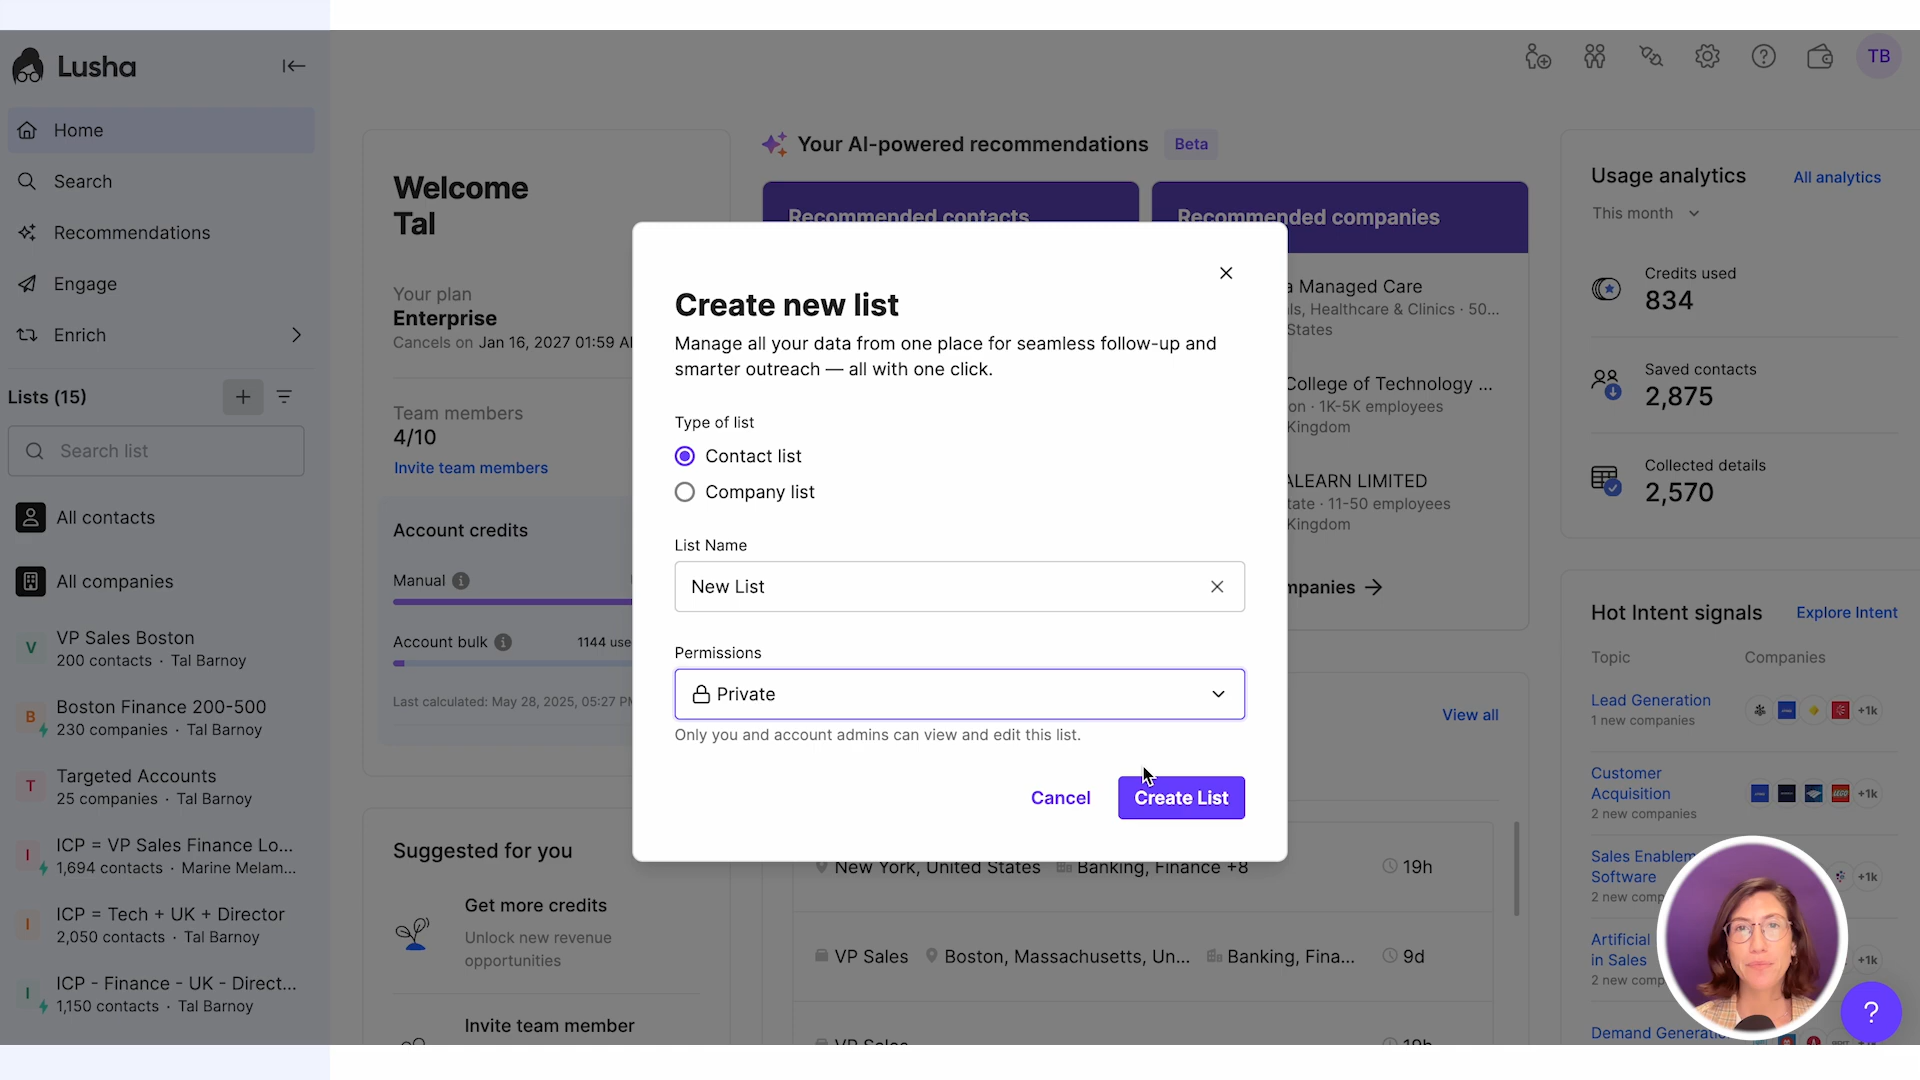 Lusha
TB
Home
Search
Recommendations
Engage
Enrich
Lists (15)
Search list
All contacts
All companies
V
VP Sales Boston
200 contacts · Tal Barnoy
B
Boston Finance 200-500
230 companies · Tal Barnoy
T
Targeted Accounts
25 companies · Tal Barnoy
I
ICP = VP Sales Finance Lo...
1,694 contacts · Marine Melam...
I
ICP = Tech + UK + Director
2,050 contacts · Tal Barnoy
I
ICP - Finance - UK - Direct...
1,150 contacts · Tal Barnoy
Welcome
Tal
Your plan
Enterprise
Cancels on Jan 16, 2027 01:59
Team members
4/10
Invite team members
Account credits
Manual
Account bulk
1144 use
Last calculated: May 28, 2025, 05:27
Suggested for you
Get more credits
Unlock new revenue
opportunities
Invite team member
Your AI-powered recommendations
Beta
Recommended contacts
Recommended companies
Managed Care
ls, Healthcare & Clinics · 50...
States
College of Technology ...
on · 1K-5K employees
Kingdom
ALEARN LIMITED
tate · 11-50 employees
Kingdom
mpanies
View all
New York, United States
Banking, Finance +8
19h
VP Sales
Boston, Massachusetts, Un...
Banking, Fina...
9d
VP Sales
19h
Create new list
Manage all your data from one place for seamless follow-up and
smarter outreach — all with one click.
Type of list
Contact list
Company list
List Name
New List
Permissions
Private
Only you and account admins can view and edit this list.
Cancel
Create List
Usage analytics
All analytics
This month
Credits used
834
Saved contacts
2,875
Collected details
2,570
Hot Intent signals
Explore Intent
Topic
Companies
Lead Generation
1 new companies
+1k
Customer
Acquisition
2 new companies
+1k
Sales Enablem
Software
2 new comp
+1k
Artificial
in Sales
2 new comp
+1k
Demand Generati
?